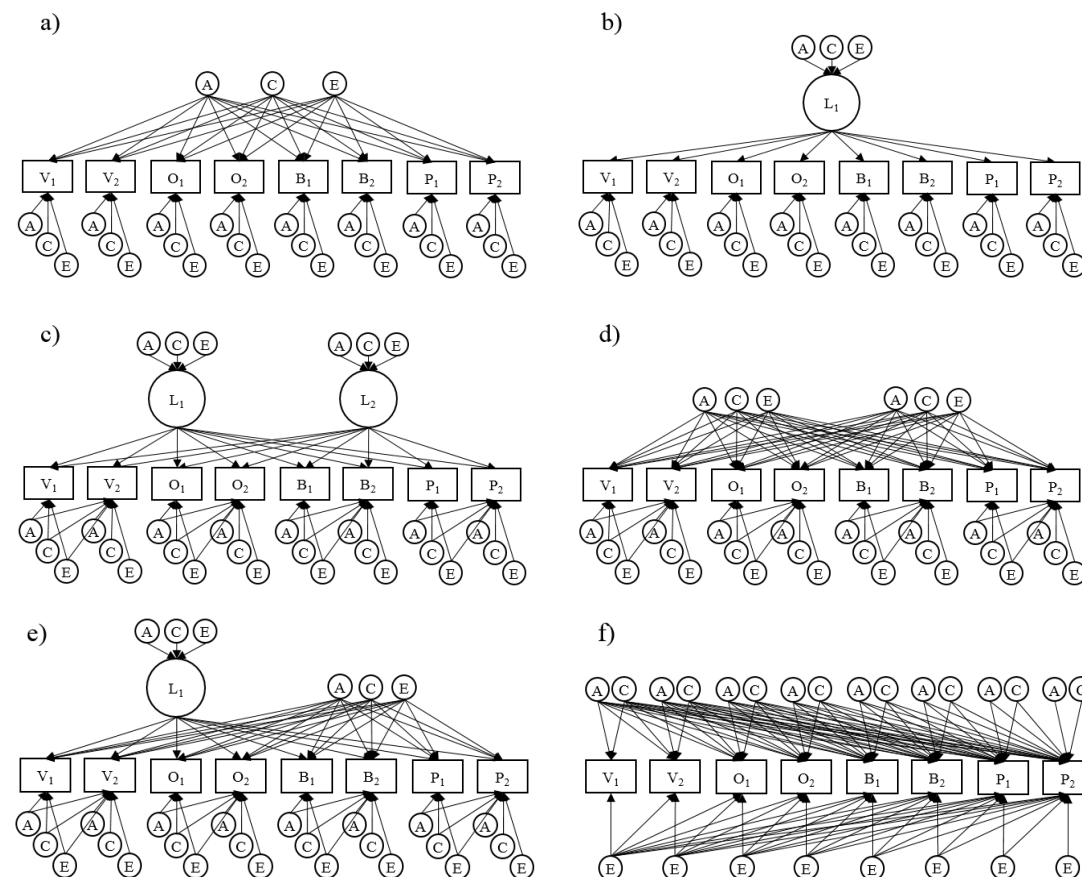 a) b)
A C E
A C E L₁
V₁ V₂ O₁ O₂ B₁ B₂ P₁ P₂
V₁ V₂ O₁ O₂ B₁ B₂ P₁ P₂
A C E A C E A C E A C E A C E A C E A C E A C E
A C E A C E A C E A C E A C E A C E A C E A C E
c) d)
A C E A C E
L₁ L₂
A C E A C E
V₁ V₂ O₁ O₂ B₁ B₂ P₁ P₂
V₁ V₂ O₁ O₂ B₁ B₂ P₁ P₂
A C E A C E A C E A C E A C E A C E A C E A C E
A C E A C E A C E A C E A C E A C E A C E A C E
e) f)
A C E
L₁
A C E
A C A C A C A C A C A C A C A C
V₁ V₂ O₁ O₂ B₁ B₂ P₁ P₂
V₁ V₂ O₁ O₂ B₁ B₂ P₁ P₂
A C E A C E A C E A C E A C E A C E A C E A C E
E E E E E E E E